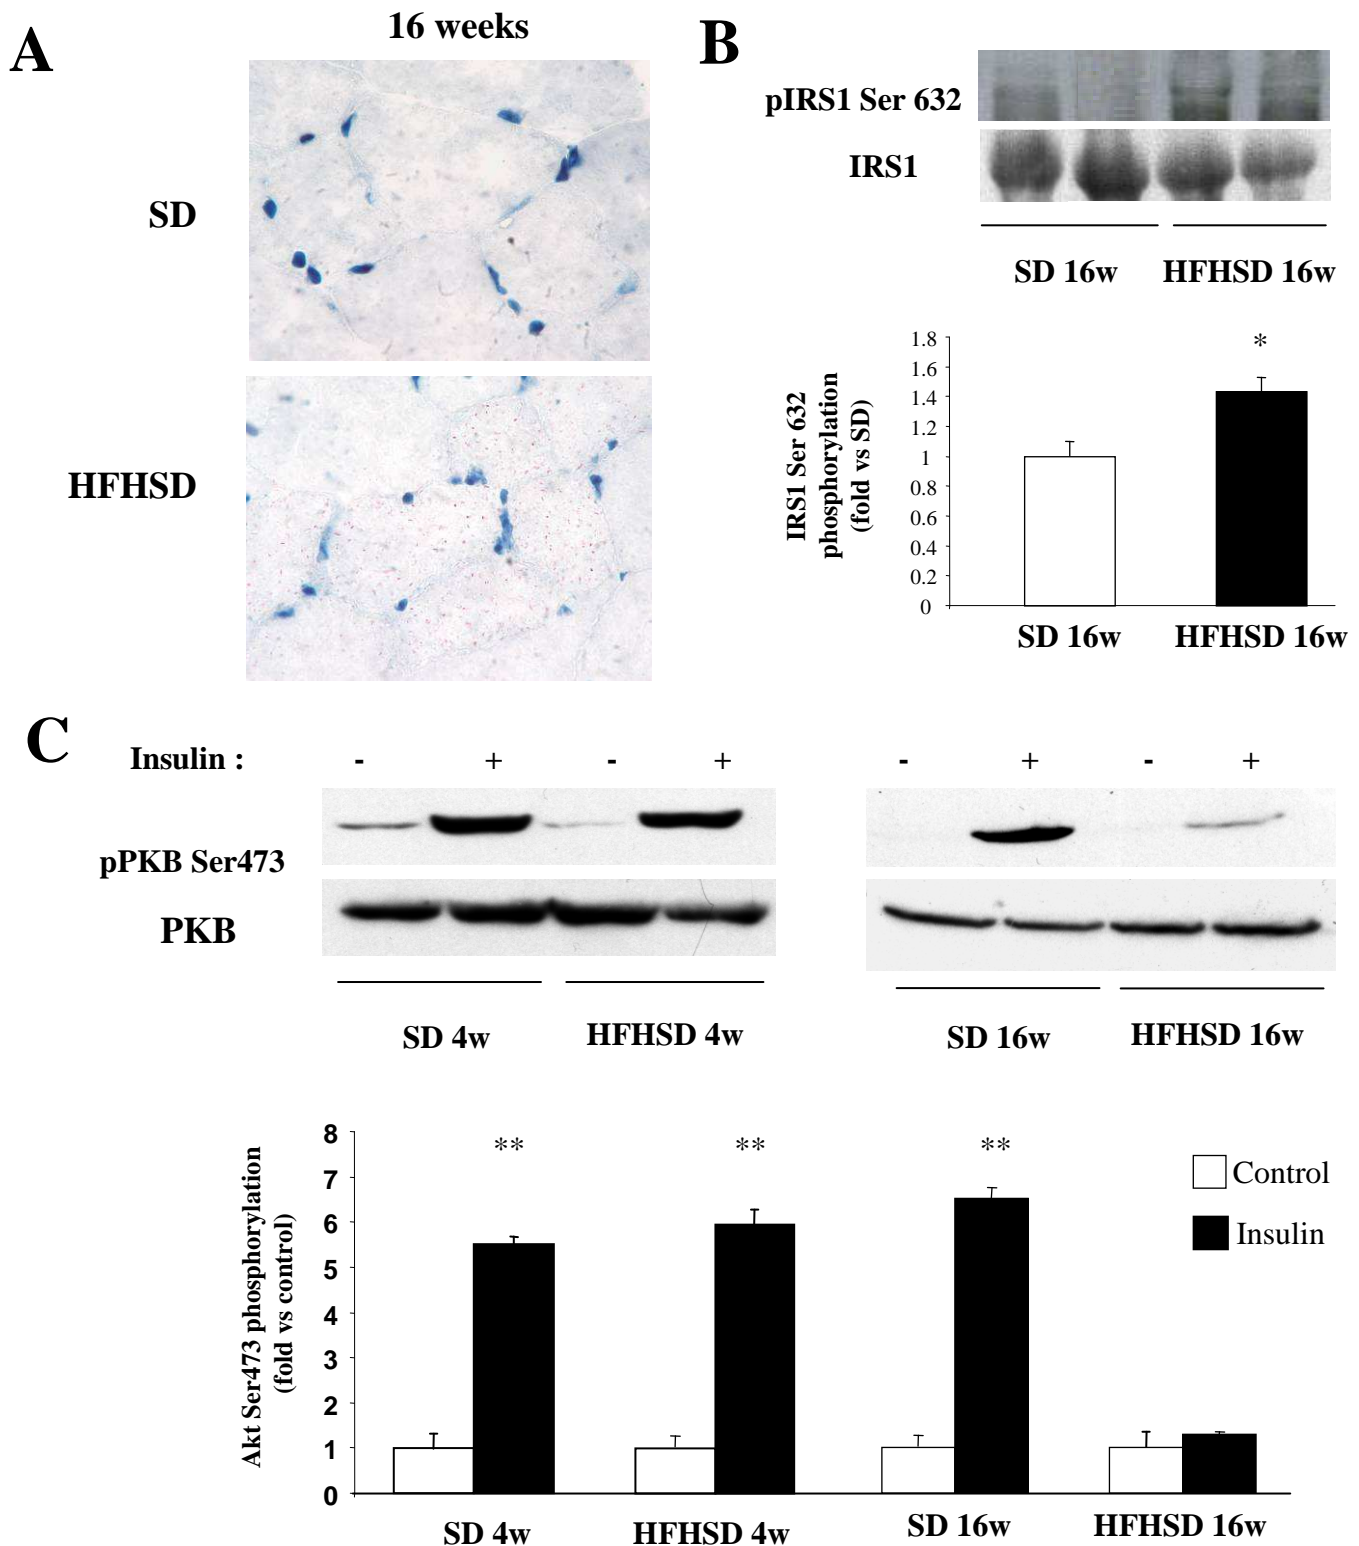 A
16 weeks
SD
HFHSD
B
pIRS1 Ser 632
IRS1
SD 16w HFHSD 16w
IRS1 Ser 632
phosphorylation
(fold vs SD)
1.8
1.6
1.4
1.2
1
0.8
0.6
0.4
0.2
0
*
SD 16w HFHSD 16w
C
Insulin : - + - + - + - +
pPKB Ser473
PKB
SD 4w HFHSD 4w SD 16w HFHSD 16w
Akt Ser473 phosphorylation
(fold vs control)
8
7
6
5
4
3
2
1
0
** ** **
Control
Insulin
SD 4w HFHSD 4w SD 16w HFHSD 16w